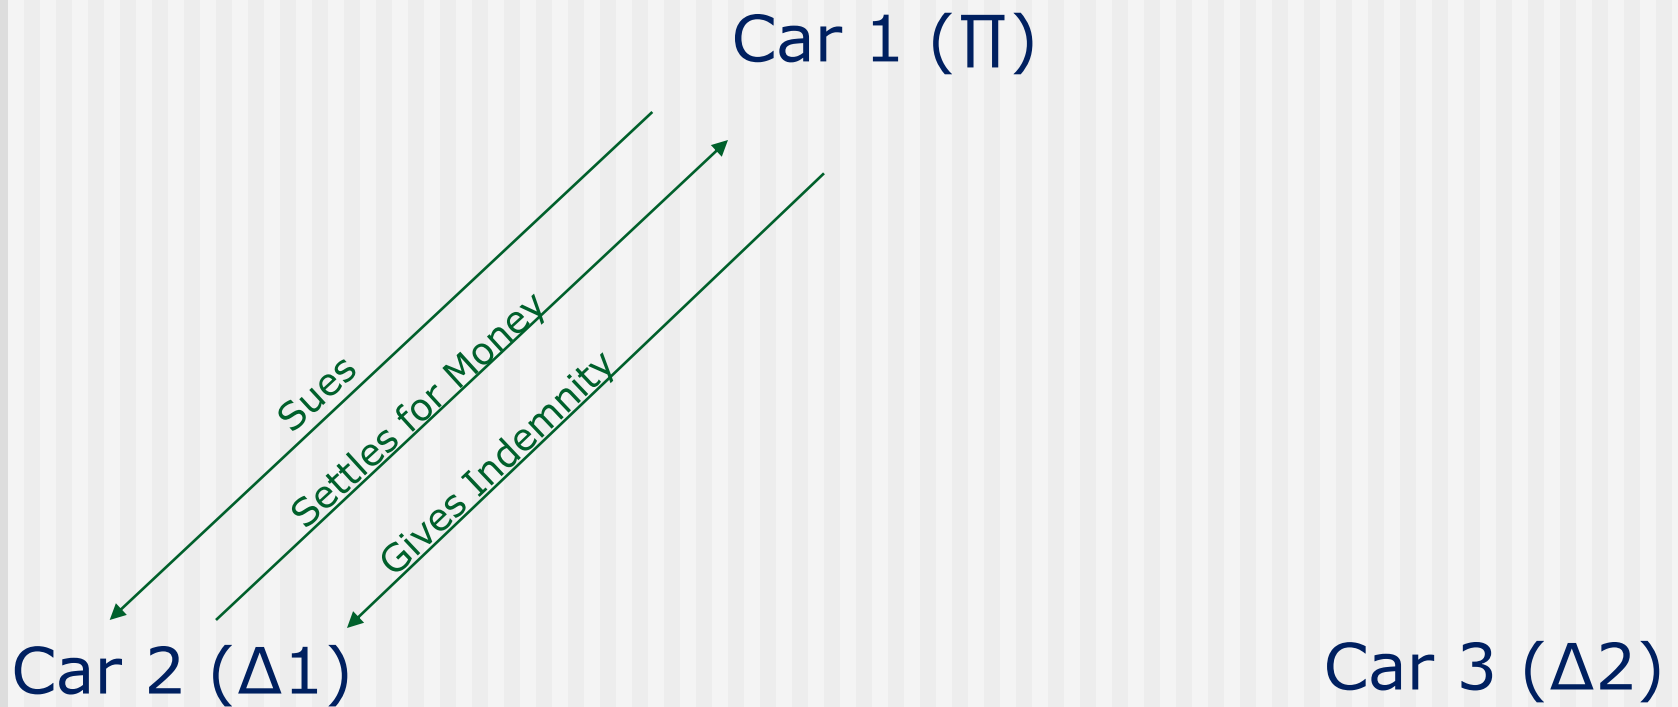 Car 1 (∏)
Sues
Settles for Money
Gives Indemnity
Car 2 (Δ1)
Car 3 (Δ2)